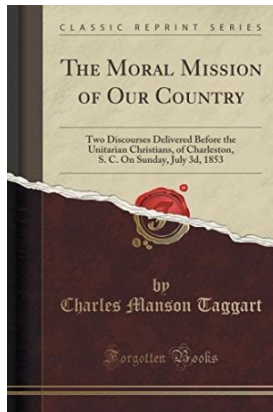 CLASSIC REPRINT SERIES
THE MORAL MISSION
OF OUR COUNTRY
Two Discourses Delivered Before the
Unitarian Christians, of Charleston,
S. C. On Sunday, July 3d, 1853
by
Charles Manson Taggart
Forgotten Books